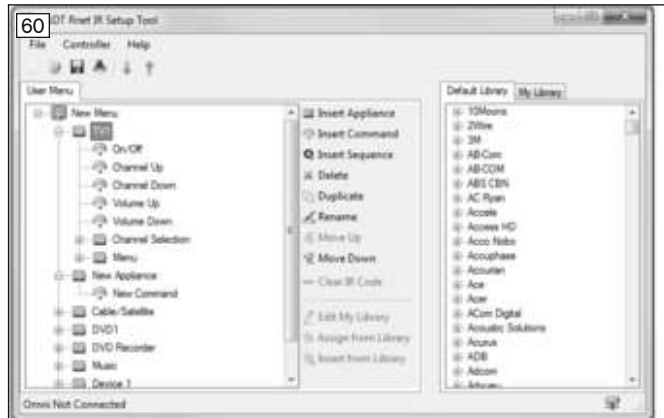 60
OT Rnet IR Setup Tool
File Controller Help
User Menu
New Menu
TV1
On/Off
Channel Up
Channel Down
Volume Up
Volume Down
Channel Selection
Menu
New Appliance
New Command
Cable/Satellite
DVD1
DVD Recorder
Music
Device 1
Insert Appliance
Insert Command
Insert Sequence
Delete
Duplicate
Rename
Move Up
Move Down
Clear IR Code
Edit My Library
Assign from Library
Insert from Library
Default Library My Library
10Moons
2Wire
3M
AB-Com
AB-COM
ABS CBN
AC Ryan
Accele
Access HD
Acco Nobo
Accuphase
Accurian
Ace
Acer
ACom Digital
Acoustic Solutions
Acurus
ADB
Adcom
Omni Not Connected